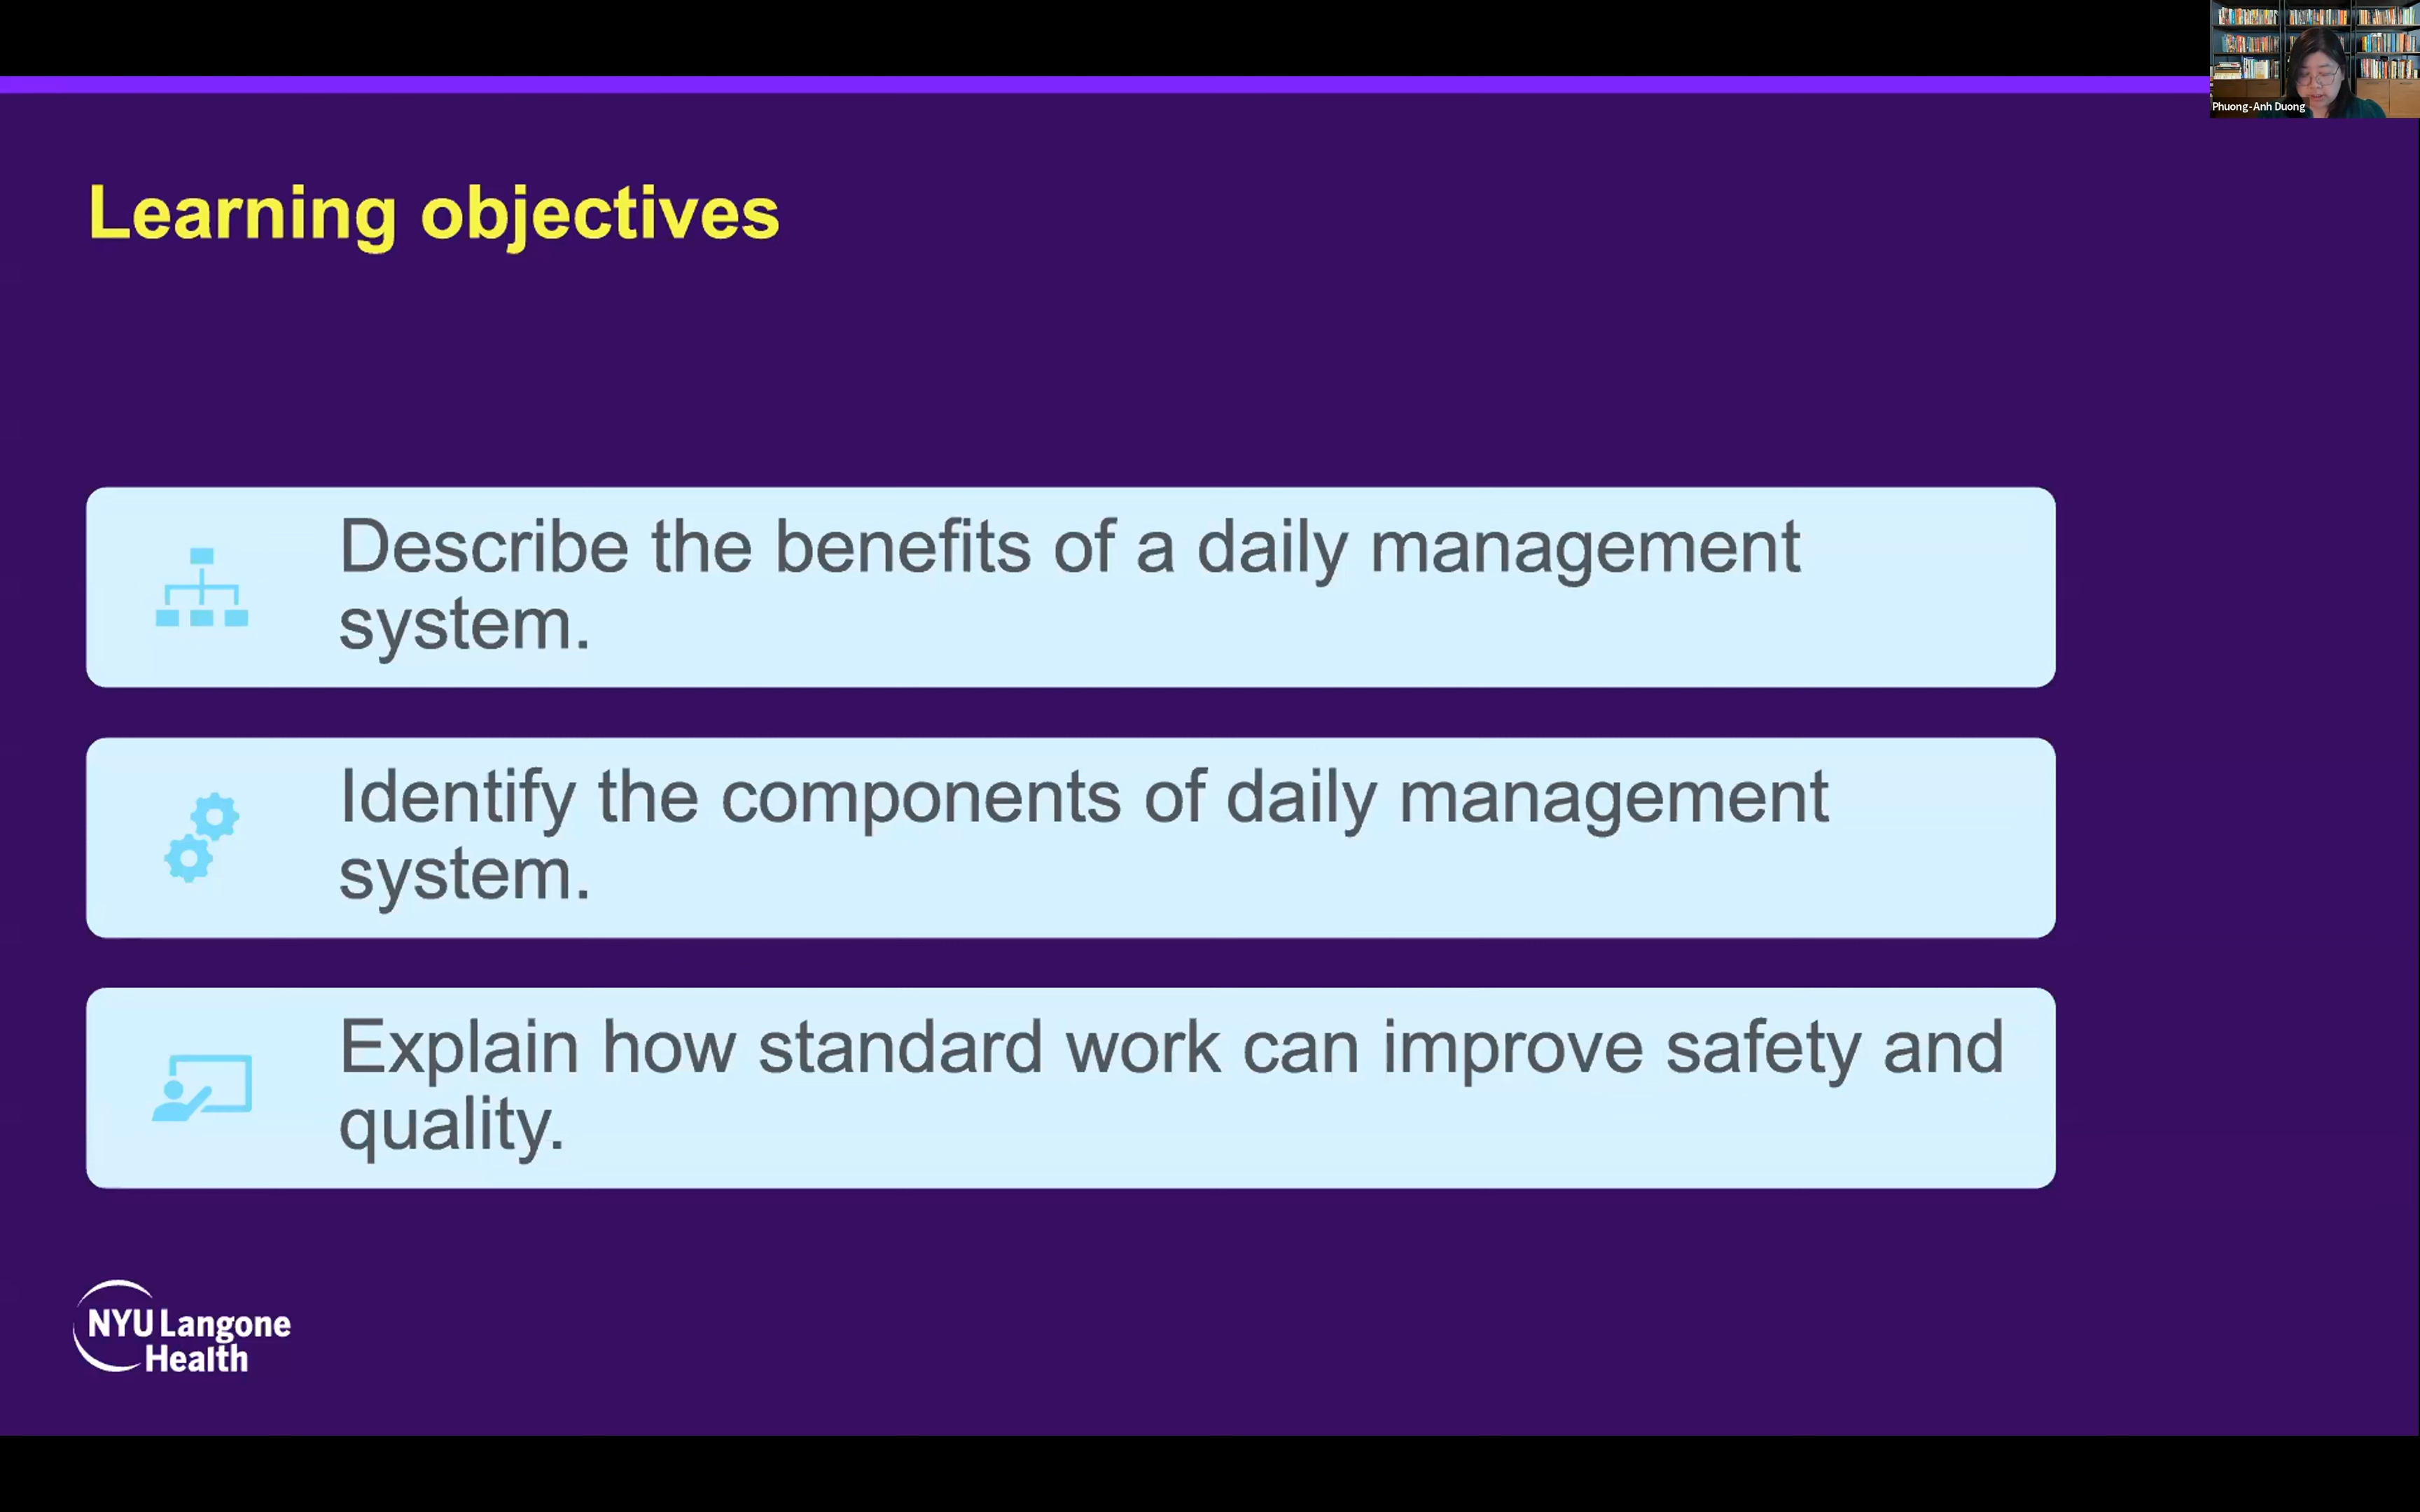 Phuong-Anh Duong
Learning objectives
Describe the benefits of a daily management
system.
Identify the components of daily management
system.
Explain how standard work can improve safety and
quality.
NYU Langone
Health